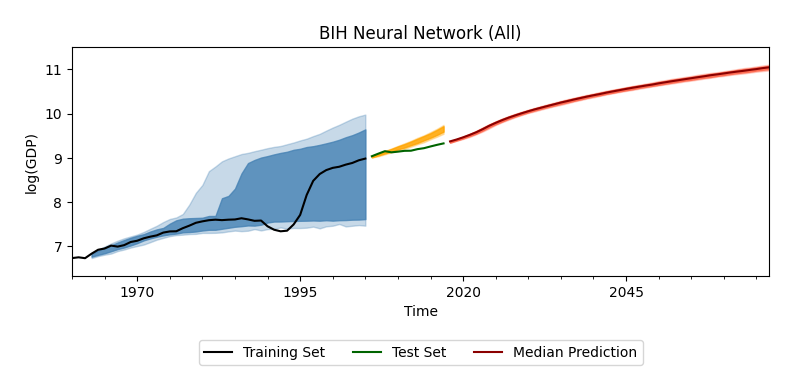 BIH Neural Network (All)
log(GDP)
11
10
9
8
7
1970 1995 2020 2045
Time
Training Set Test Set Median Prediction